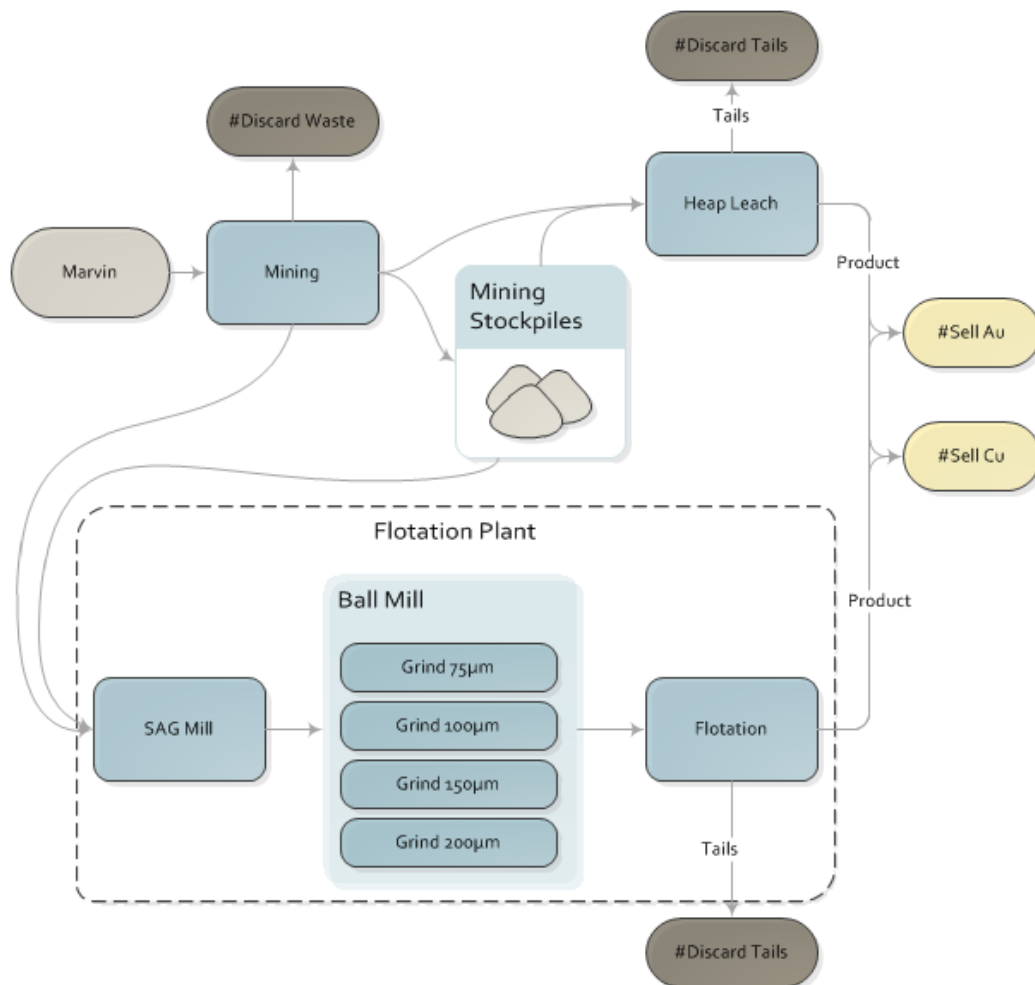 #Discard Tails
#Discard Waste
Tails
Heap Leach
Marvin
Mining
Product
Mining
Stockpiles
#Sell Au
#Sell Cu
Flotation Plant
Ball Mill
Product
Grind 75µm
SAG Mill
Grind 100µm
Flotation
Grind 150µm
Grind 200µm
Tails
#Discard Tails